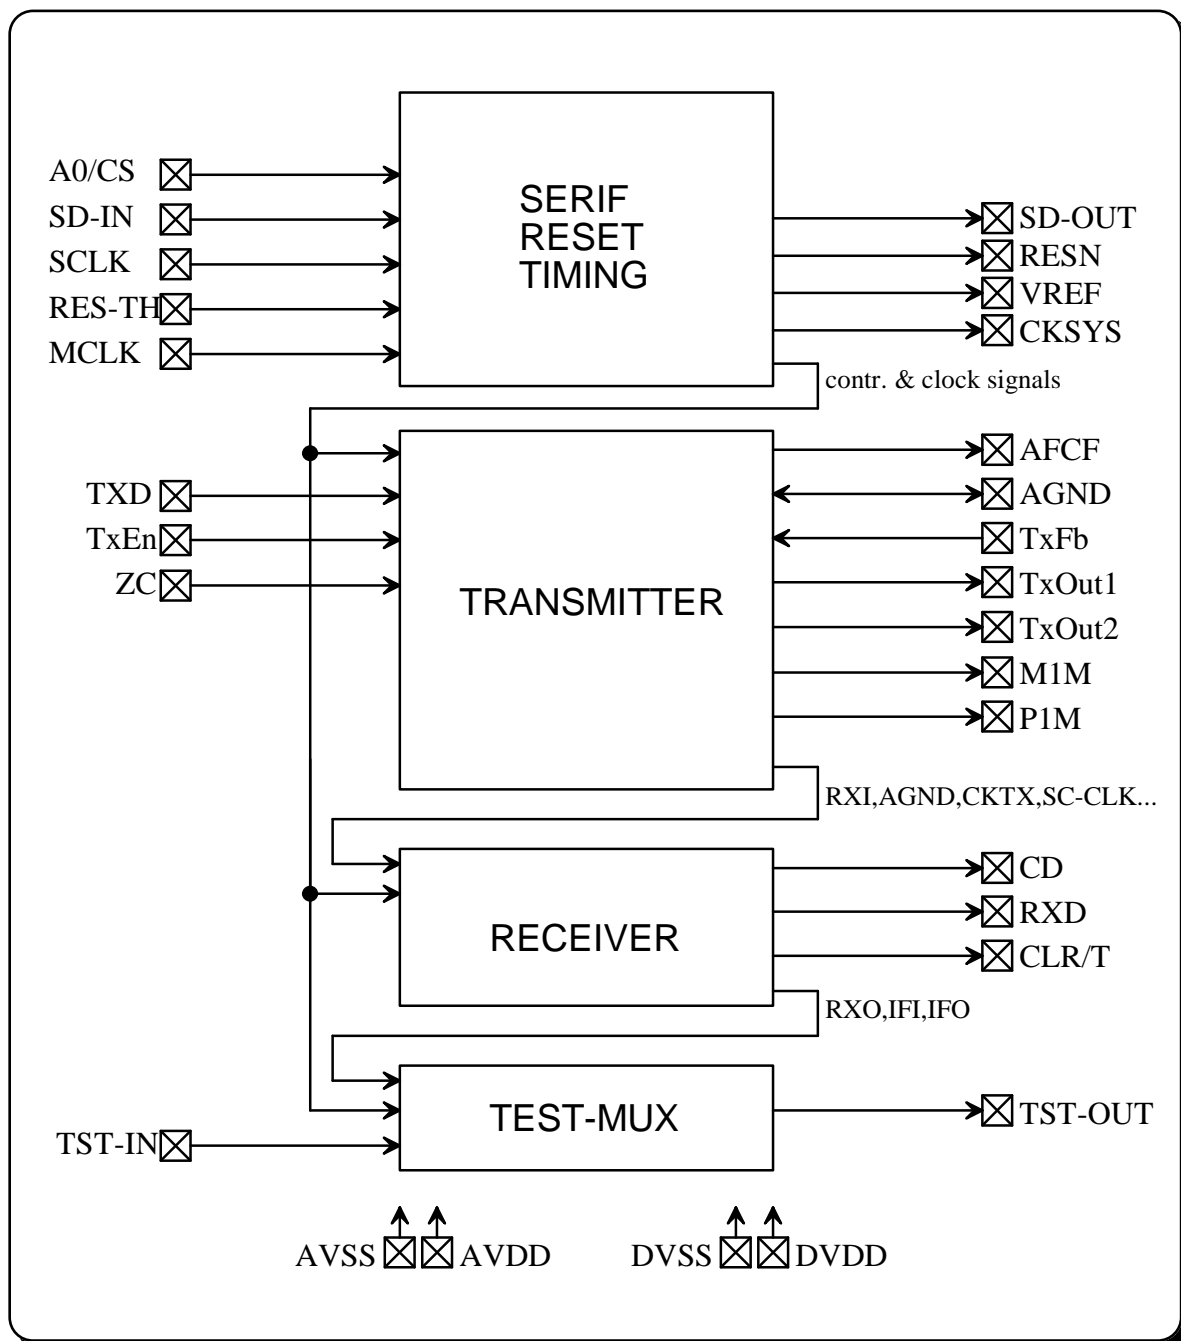 A0/CS
SD-IN
SCLK
RES-TH
MCLK
SERIF
RESET
TIMING
SD-OUT
RESN
VREF
CKSYS
contr. & clock signals
TXD
TxEn
ZC
TRANSMITTER
AFCF
AGND
TxFb
TxOut1
TxOut2
M1M
P1M
RXI,AGND,CKTX,SC-CLK...
RECEIVER
CD
RXD
CLR/T
RXO,IFI,IFO
TST-IN
TEST-MUX
TST-OUT
AVSS AVDD DVSS DVDD